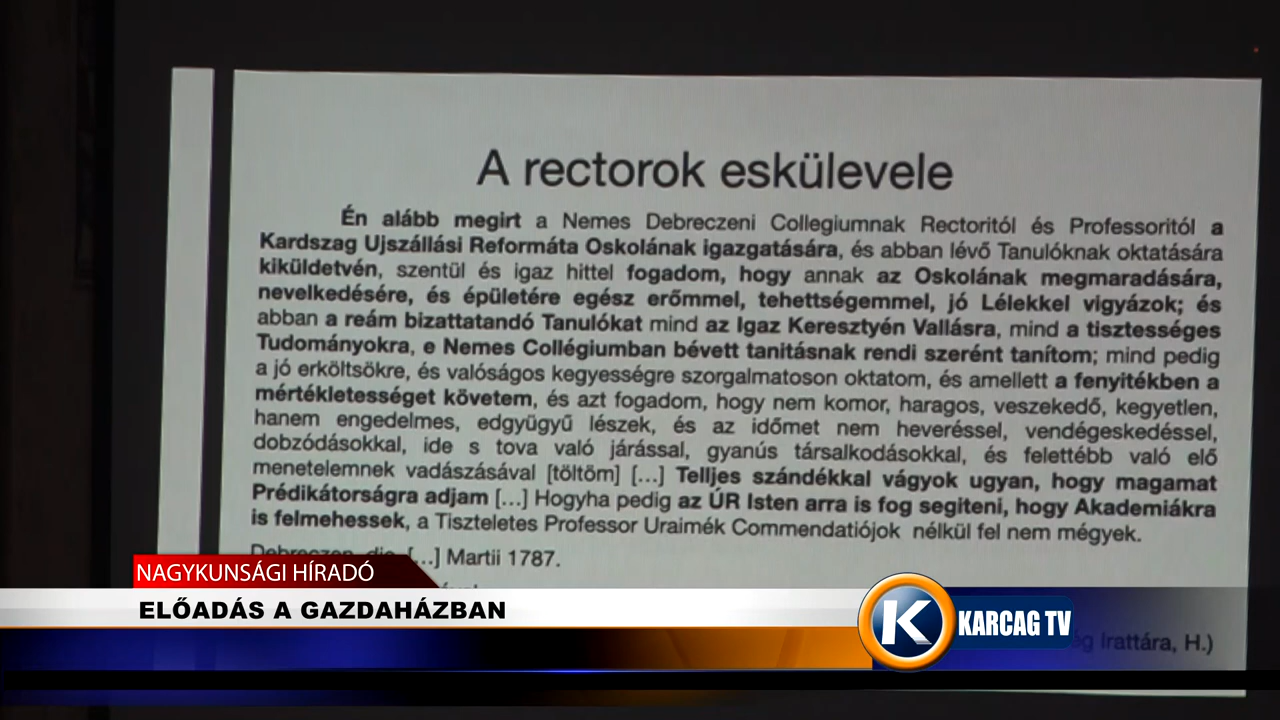 A rectorok eskülevele
Én alább megirt a Nemes Debreczeni Collegiumnak Rectoritól és Professoritól a
Kardszag Ujszállási Reformáta Oskolának igazgatására, és abban lévő Tanulóknak oktatására
kiküldetvén, szentül és igaz hittel fogadom, hogy annak az Oskolának megmaradására,
nevelkedésére, és épületére egész erőmmel, tehettségemmel, jó Lélekkel vigyázok; és
abban a reám bizattatandó Tanulókat mind az Igaz Keresztyén Vallásra, mind a tisztességes
Tudományokra, e Nemes Collégiumban bévett tanitásnak rendi szerént tanítom; mind pedig
a jó erköltsökre, és valóságos kegyességre szorgalmatoson oktatom, és amellett a fenyitékben a
mértékletességet követem, és azt fogadom, hogy nem komor, haragos, veszekedő, kegyetlen,
hanem engedelmes, edgyügyű lészek, és az időmet nem heveréssel, vendégeskedéssel,
dobzódásokkal, ide s tova való járással, gyanús társalkodásokkal, és felettébb való elő
menetelemnek vadászásával [töltöm] [...] Telljes szándékkal vágyok ugyan, hogy magamat
Prédikátorságra adjam [...] Hogyha pedig az ÚR Isten arra is fog segiteni, hogy Akademiákra
is felmehessek, a Tiszteletes Professor Uraimék Commendatiójok nélkül fel nem mégyek.
Debreczen, die [...] Martii 1787.
Irattára, H.)
NAGYKUNSÁGI HÍRADÓ
ELŐADÁS A GAZDAHÁZBAN
K KARCAG TV